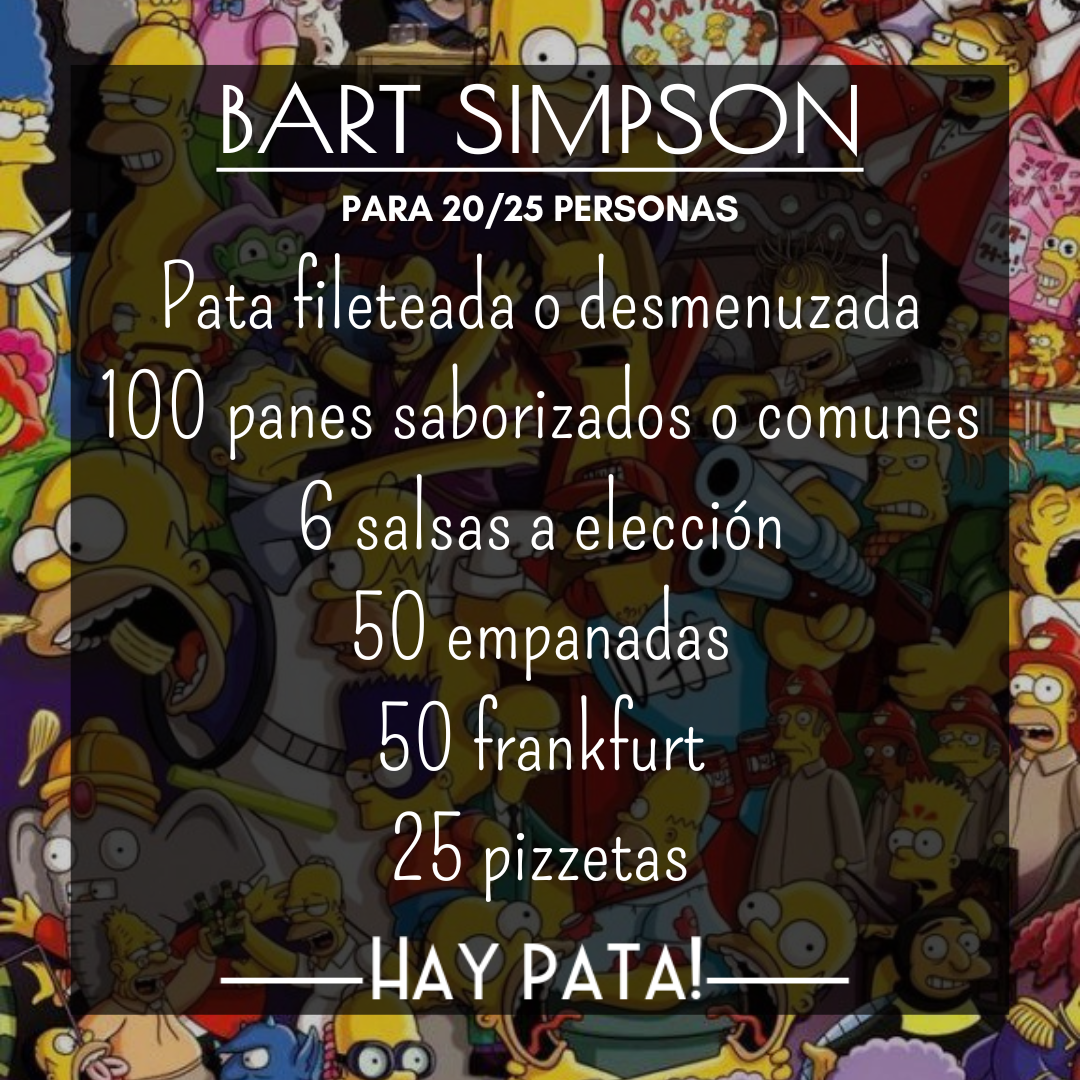 BART SIMPSON
PARA 20/25 PERSONAS
Pata fileteada o desmenuzada
100 panes saborizados o comunes
6 salsas a elección
50 empanadas
50 frankfurt
25 pizzetas
HAY PATA!